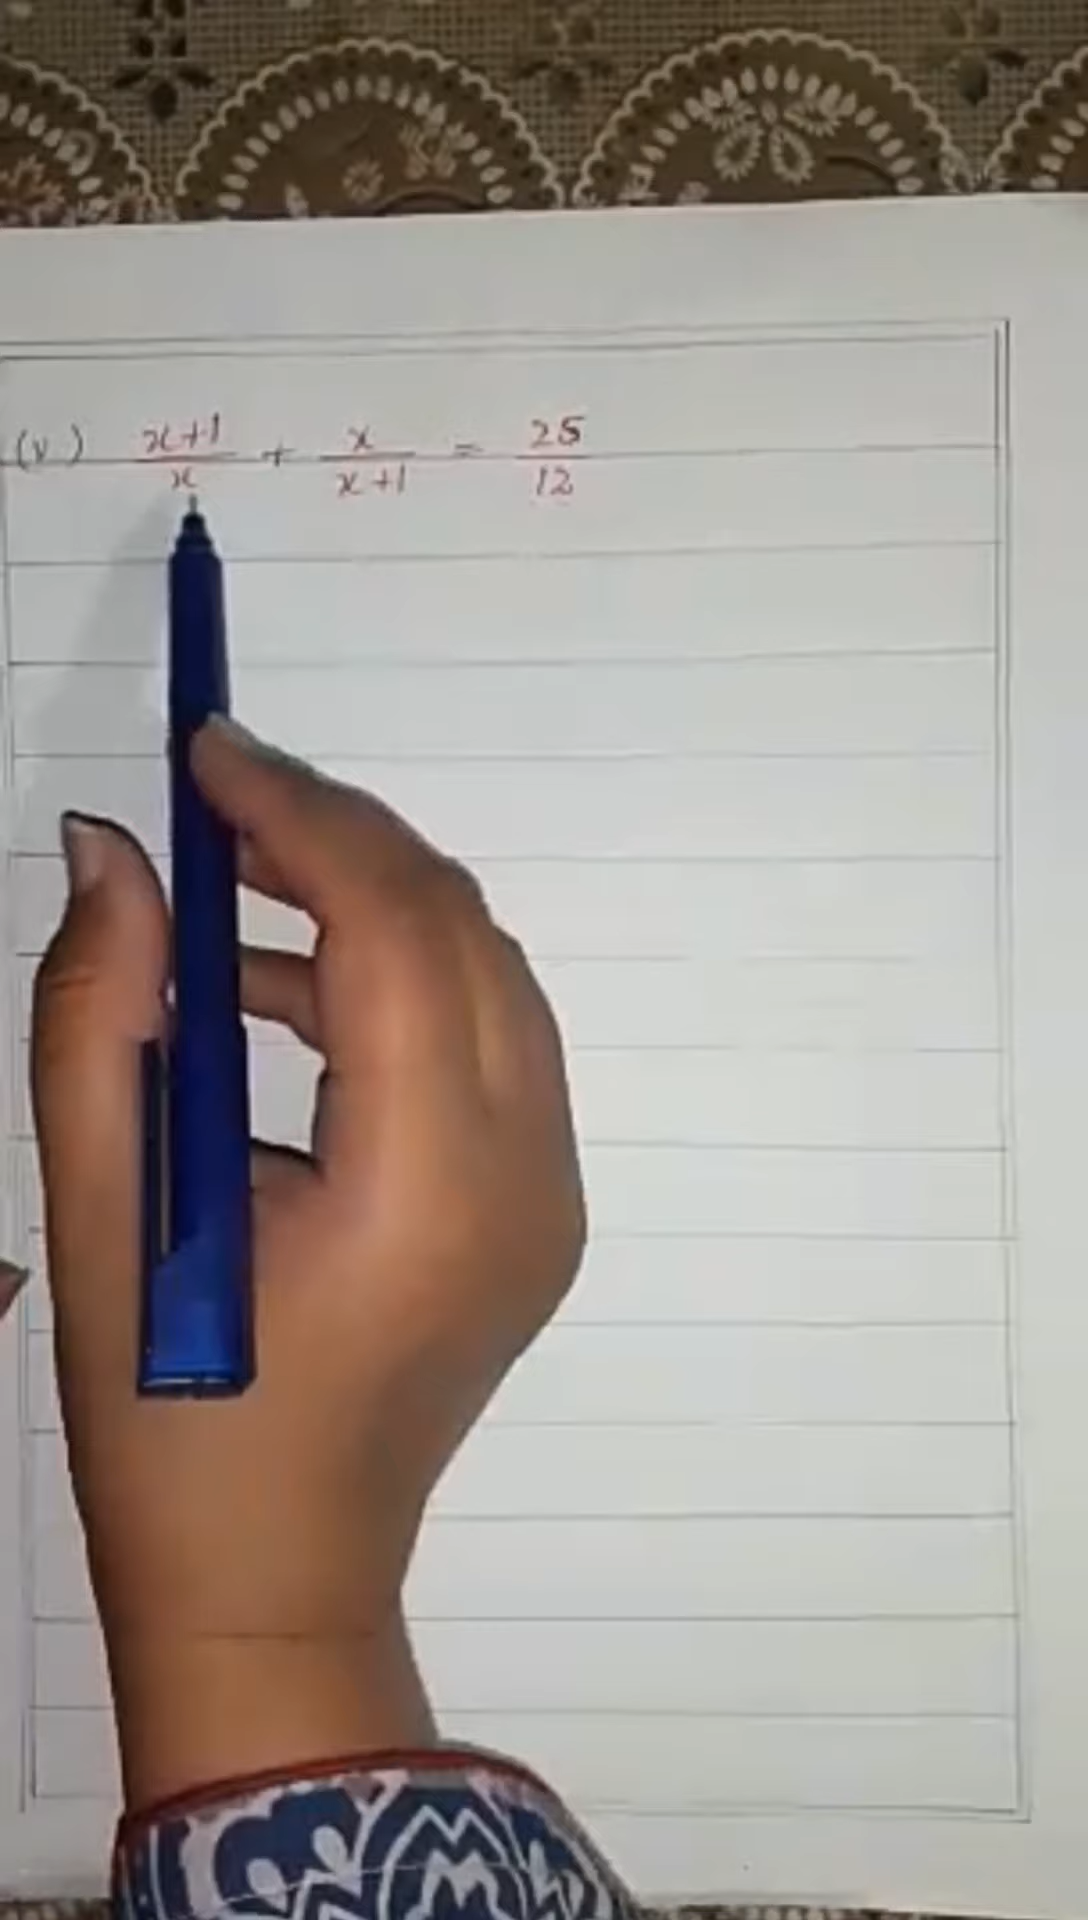 (v) x+1/x + x/x+1 = 25/12